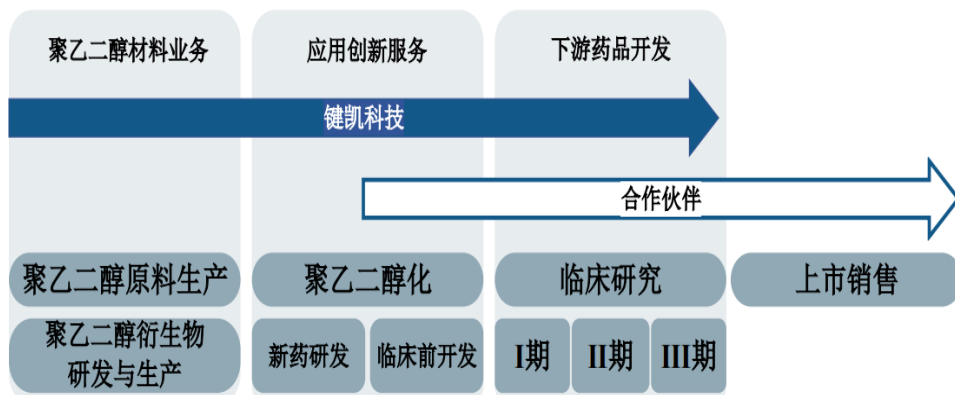 聚乙二醇材料业务
应用创新服务
下游药品开发
键凯科技
合作伙伴
聚乙二醇原料生产
聚乙二醇化
临床研究
上市销售
聚乙二醇衍生物
研发与生产
新药研发
临床前开发
I期
II期
III期